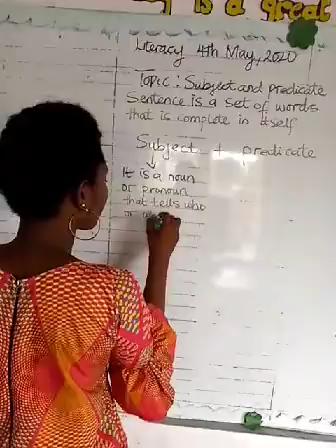 is a great
Literacy 4th May, 2020
Topic : Subject and Predicate
Sentence is a set of words
that is complete in itself
Subject + predicate
It is a noun
or pronoun
that tells who
or